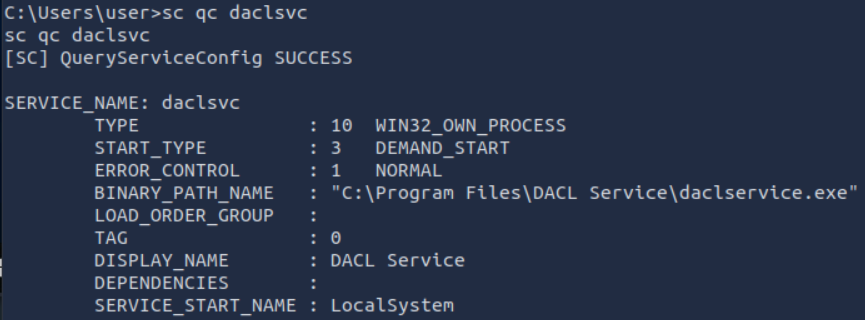 C:\Users\user>sc qc daclsvc
sc qc daclsvc
[SC] QueryServiceConfig SUCCESS

SERVICE_NAME: daclsvc
        TYPE               : 10  WIN32_OWN_PROCESS
        START_TYPE         : 3   DEMAND_START
        ERROR_CONTROL      : 1   NORMAL
        BINARY_PATH_NAME   : "C:\Program Files\DACL Service\daclservice.exe"
        LOAD_ORDER_GROUP   :
        TAG                : 0
        DISPLAY_NAME       : DACL Service
        DEPENDENCIES       :
        SERVICE_START_NAME : LocalSystem